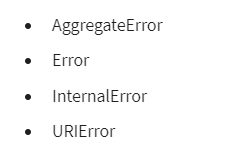 • AggregateError
• Error
• InternalError
• URIError